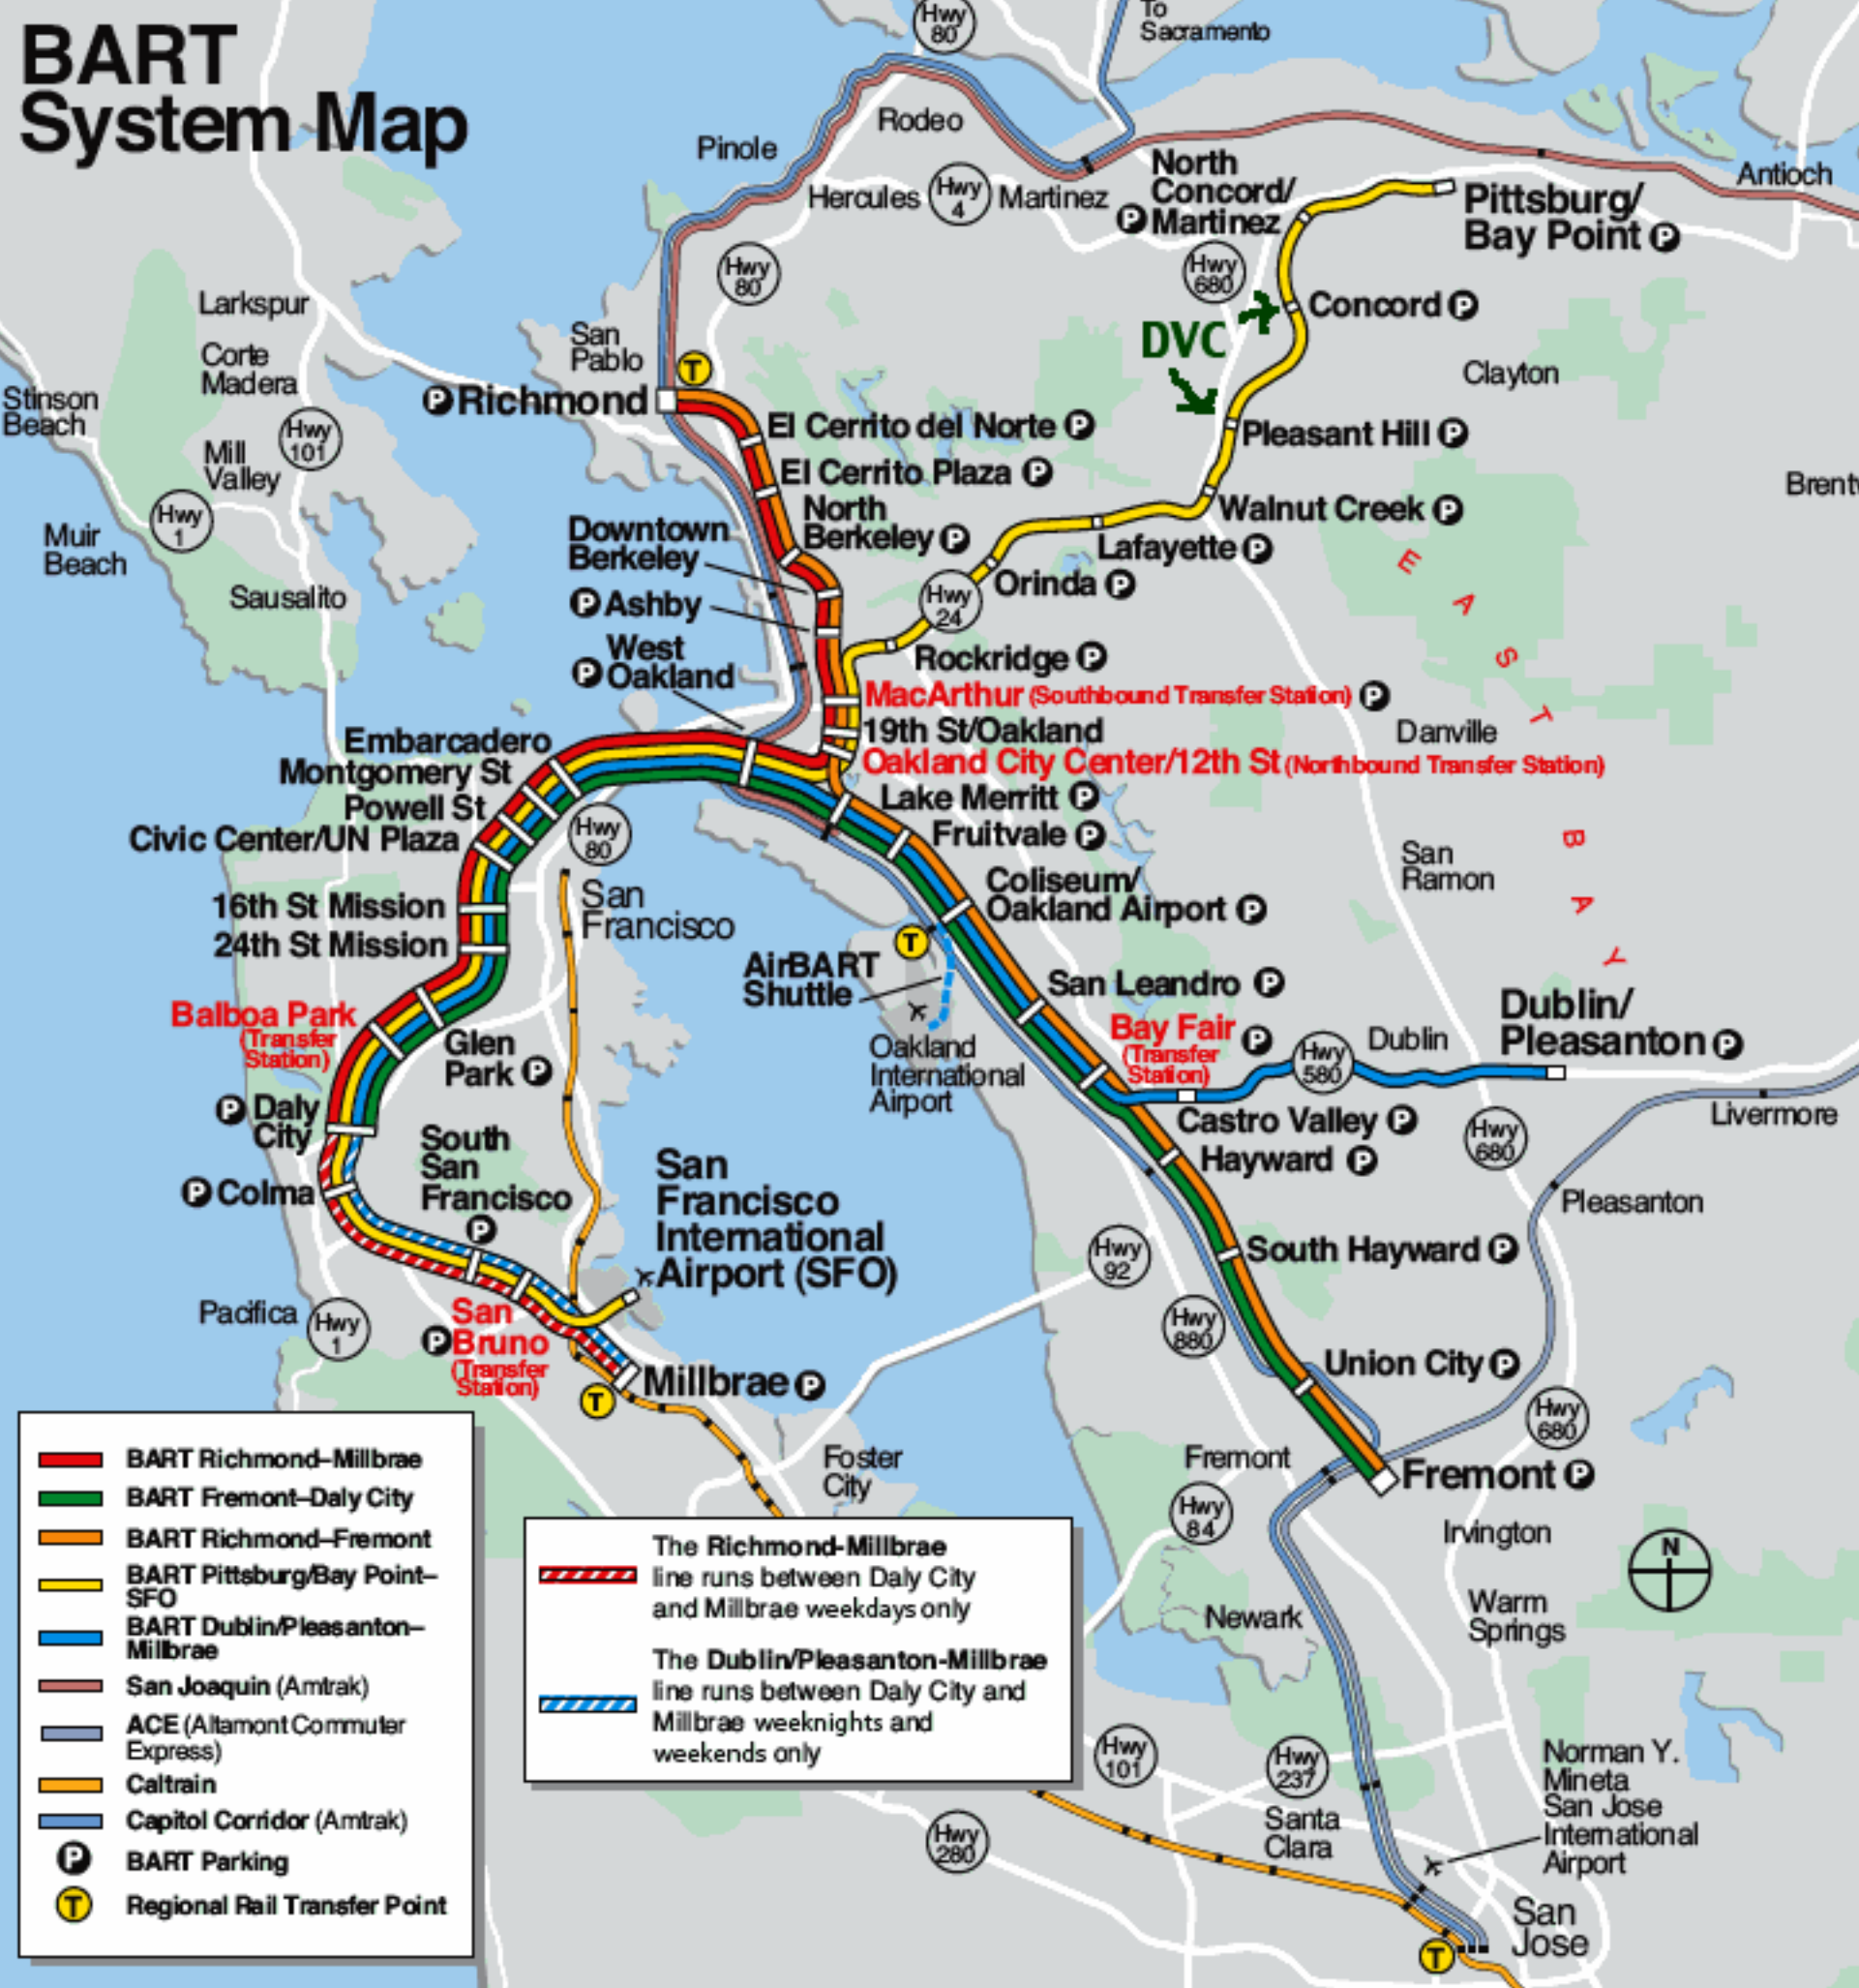 BART
System Map
Hwy
80
To
Sacramento
Rodeo
Pinole
Hercules
Hwy
4
Martinez
North
Concord/
P Martinez
Antioch
Pittsburg/
Bay Point P
Hwy
80
Hwy
680
Concord P
DVC
Clayton
Larkspur
Corte
Madera
San
Pablo
T
P Richmond
Stinson
Beach
Hwy
101
Mill
Valley
El Cerrito del Norte P
Pleasant Hill P
El Cerrito Plaza P
Brentw
Hwy
1
Muir
Beach
North
Berkeley P
Walnut Creek P
Downtown
Berkeley
Lafayette P
Orinda P
Hwy
24
Sausalito
P Ashby
West
P Oakland
Rockridge P
EAST BAY
MacArthur (Southbound Transfer Station) P
19th St/Oakland
Danville
Oakland City Center/12th St (Northbound Transfer Station)
Embarcadero
Montgomery St
Powell St
Civic Center/UN Plaza
Hwy
80
Lake Merritt P
Fruitvale P
San
Ramon
Coliseum/
Oakland Airport P
16th St Mission
24th St Mission
San
Francisco
T
AirBART
Shuttle
San Leandro P
Balboa Park
(Transfer
Station)
Glen
Park P
Oakland
International
Airport
Bay Fair P
(Transfer
Station)
Hwy
580
Dublin
Dublin/
Pleasanton P
Livermore
P Daly
City
Castro Valley P
Hayward P
Hwy
680
Pleasanton
P Colma
South
San
Francisco
P
San
Francisco
International
Airport (SFO)
Hwy
92
South Hayward P
Pacifica
Hwy
1
San
P Bruno
(Transfer
Station)
Millbrae P
T
Hwy
880
Union City P
Hwy
680
Foster
City
Fremont
Fremont P
Hwy
84
Irvington
N
Newark
Warm
Springs
BART Richmond–Millbrae
BART Fremont–Daly City
BART Richmond–Fremont
BART Pittsburg/Bay Point–
SFO
BART Dublin/Pleasanton–
Millbrae
San Joaquin (Amtrak)
ACE (Altamont Commuter
Express)
Caltrain
Capitol Corridor (Amtrak)
P BART Parking
T Regional Rail Transfer Point
The Richmond-Millbrae
line runs between Daly City
and Millbrae weekdays only
The Dublin/Pleasanton-Millbrae
line runs between Daly City and
Millbrae weeknights and
weekends only
Hwy
101
Hwy
237
Hwy
280
Santa
Clara
Norman Y.
Mineta
San Jose
International
Airport
San
Jose
T